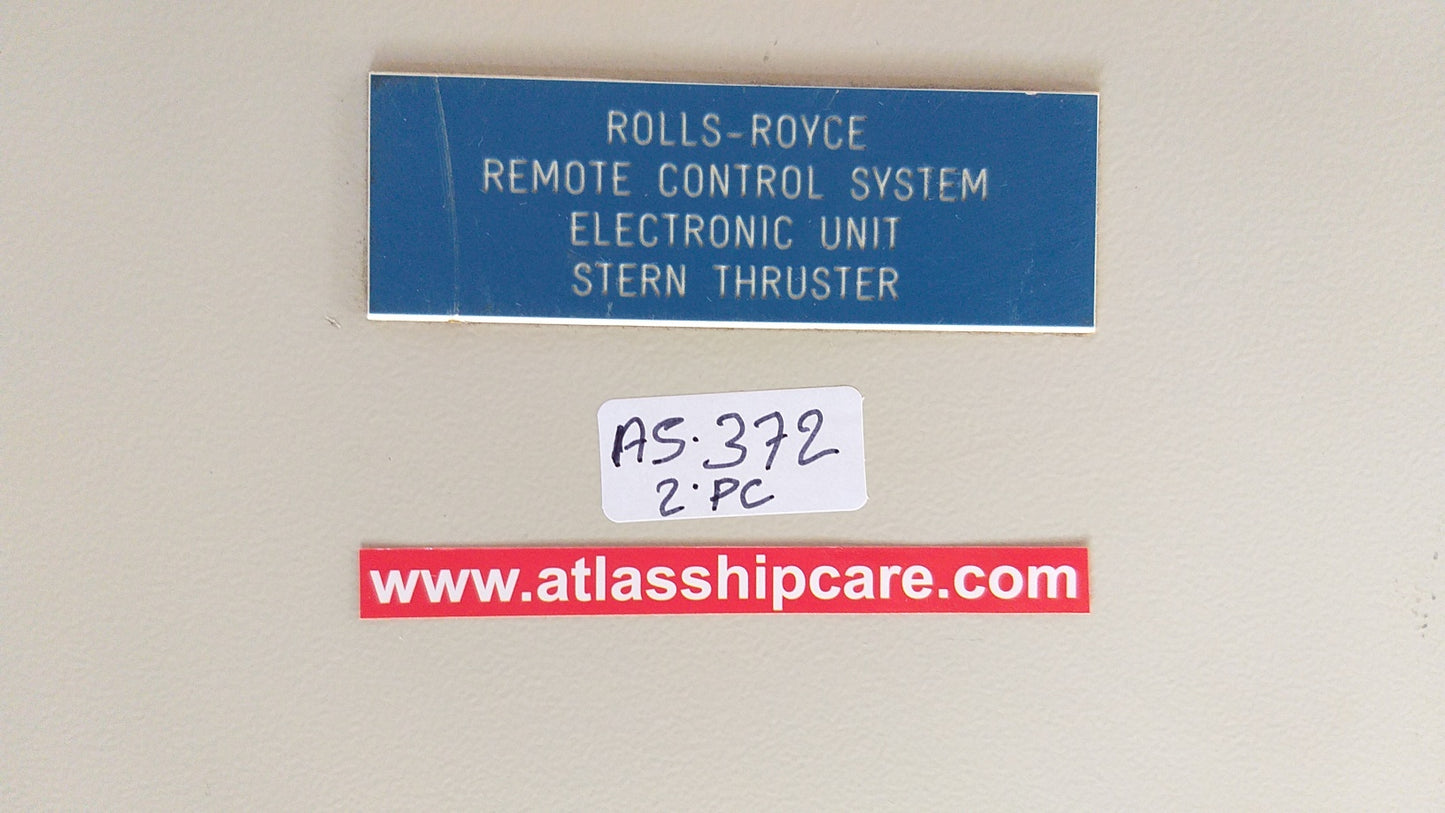 ROLLS-ROYCE
REMOTE CONTROL SYSTEM
ELECTRONIC UNIT
STERN THRUSTER
AS.372
2.PC
www.atlasshipcare.com